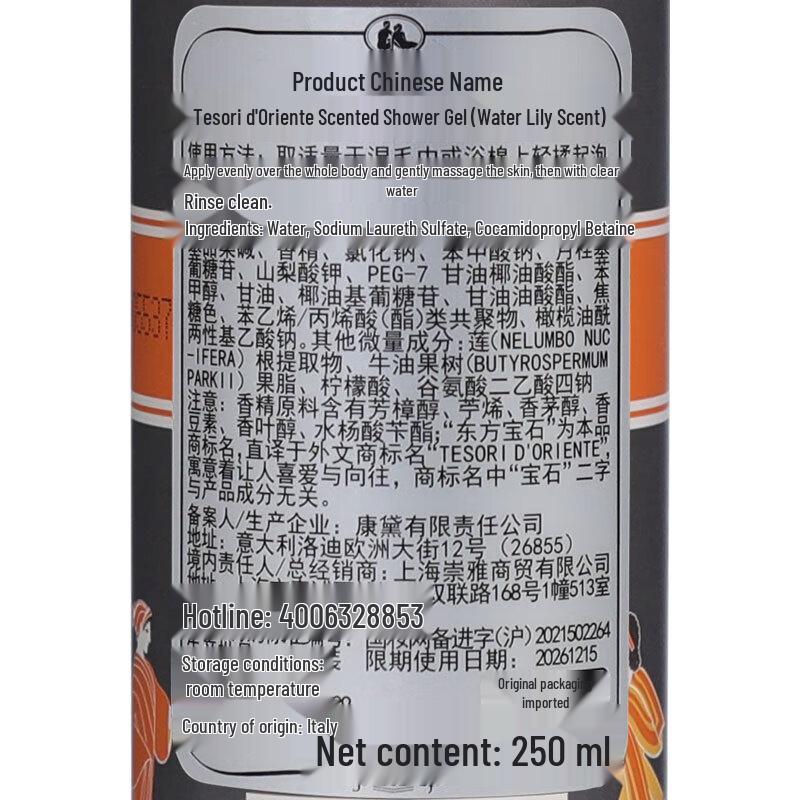 Product Chinese Name
Tesori d'Oriente Scented Shower Gel (Water Lily Scent)
使用方法：取适量于湿毛巾或浴棉上轻揉起泡
Apply evenly over the whole body and gently massage the skin, then with clear
water
Rinse clean.
Ingredients: Water, Sodium Laureth Sulfate, Cocamidopropyl Betaine
香精、氯化钠、苯甲酸钠、月桂基
葡糖苷、山梨酸钾、PEG-7 甘油椰油酸酯、苯
甲醇、甘油、椰油基葡糖苷、甘油油酸酯、焦
糖色、苯乙烯/丙烯酸(酯)类共聚物、橄榄油酰
两性基乙酸钠。其他微量成分：莲(NELUMBO NUC
-IFERA) 根提取物、牛油果树(BUTYROSPERMUM
PARKII) 果脂、柠檬酸、谷氨酸二乙酸四钠
注意：香精原料含有芳樟醇、苧烯、香茅醇、香
豆素、香叶醇、水杨酸苄酯;“东方宝石”为本品
商标名,直译于外文商标名“TESORI D'ORIENTE”,
寓意着让人喜爱与向往，商标名中“宝石”二字
与产品成分无关。
备案人/生产企业：康黛有限责任公司
地址：意大利洛迪欧洲大街12号 (26855)
境内责任人/总经销商：上海崇雅商贸有限公司
汉联路168号1幢513室
Hotline: 4006328853
国妆网备进字(沪)2021502264
Storage conditions:
限期使用日期：20261215
room temperature
Original packaging
imported
Country of origin: Italy
Net content: 250 ml